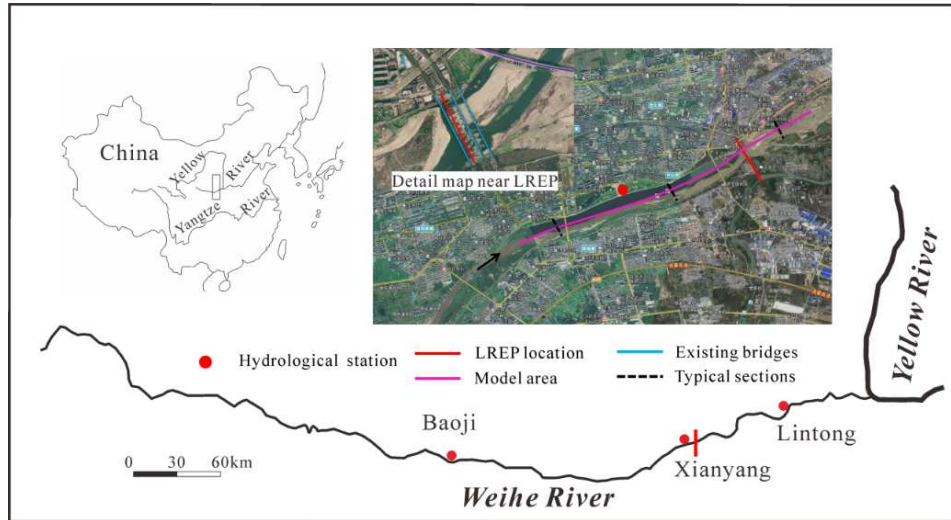 China
Yellow
River
Yangtze
River
Detail map near LREP
Hydrological station
LREP location
Existing bridges
Model area
Typical sections
Yellow River
Baoji
Lintong
Xianyang
0 30 60km
Weihe River